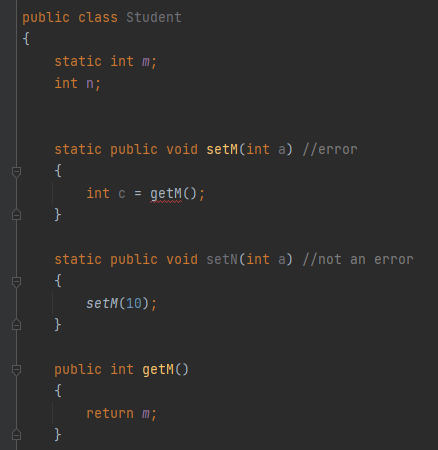 public class Student
{
static int m;
int n;
static public void setM(int a) //error
{
int c = getM();
}
static public void setN(int a) //not an error
{
setM(10);
}
public int getM()
{
return m;
}